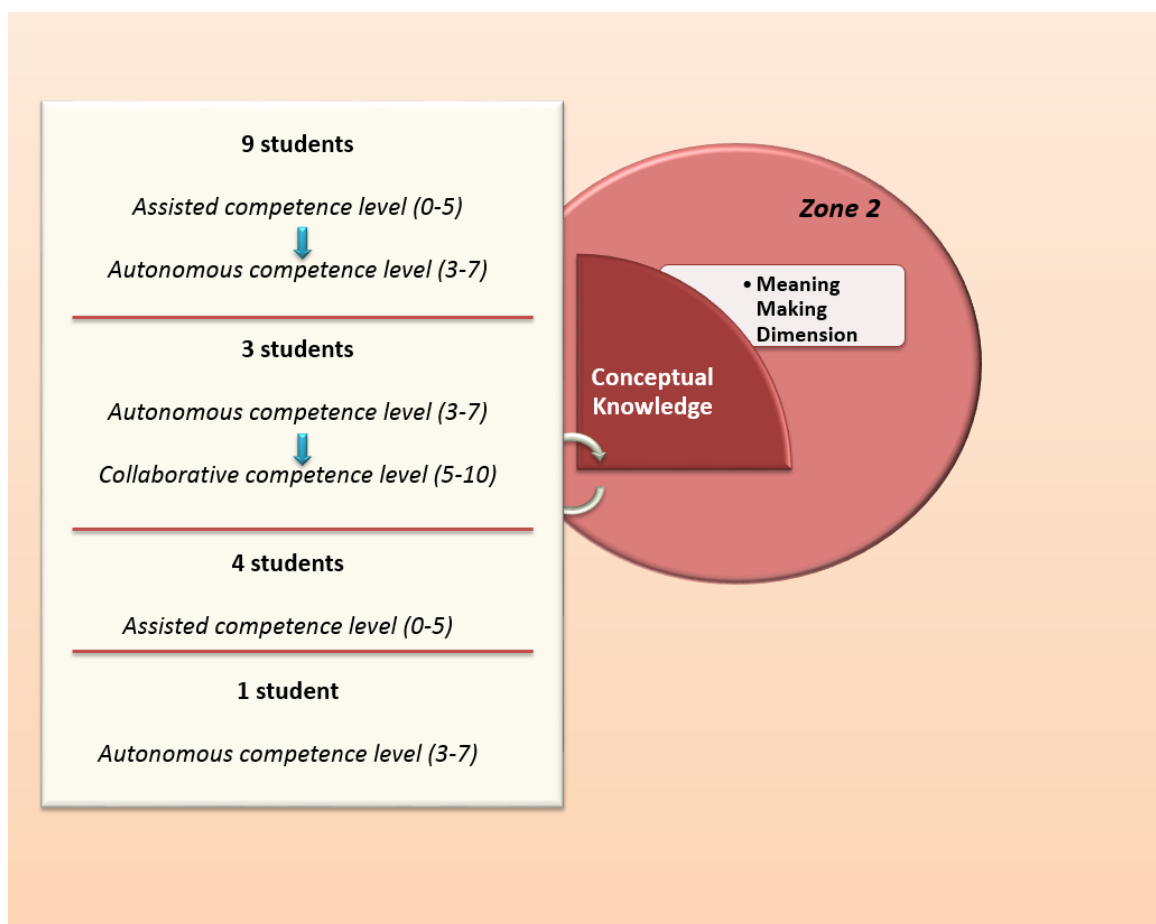 9 students
Assisted competence level (0-5)
Autonomous competence level (3-7)
3 students
Autonomous competence level (3-7)
Collaborative competence level (5-10)
4 students
Assisted competence level (0-5)
1 student
Autonomous competence level (3-7)
Zone 2
• Meaning
Making
Dimension
Conceptual
Knowledge